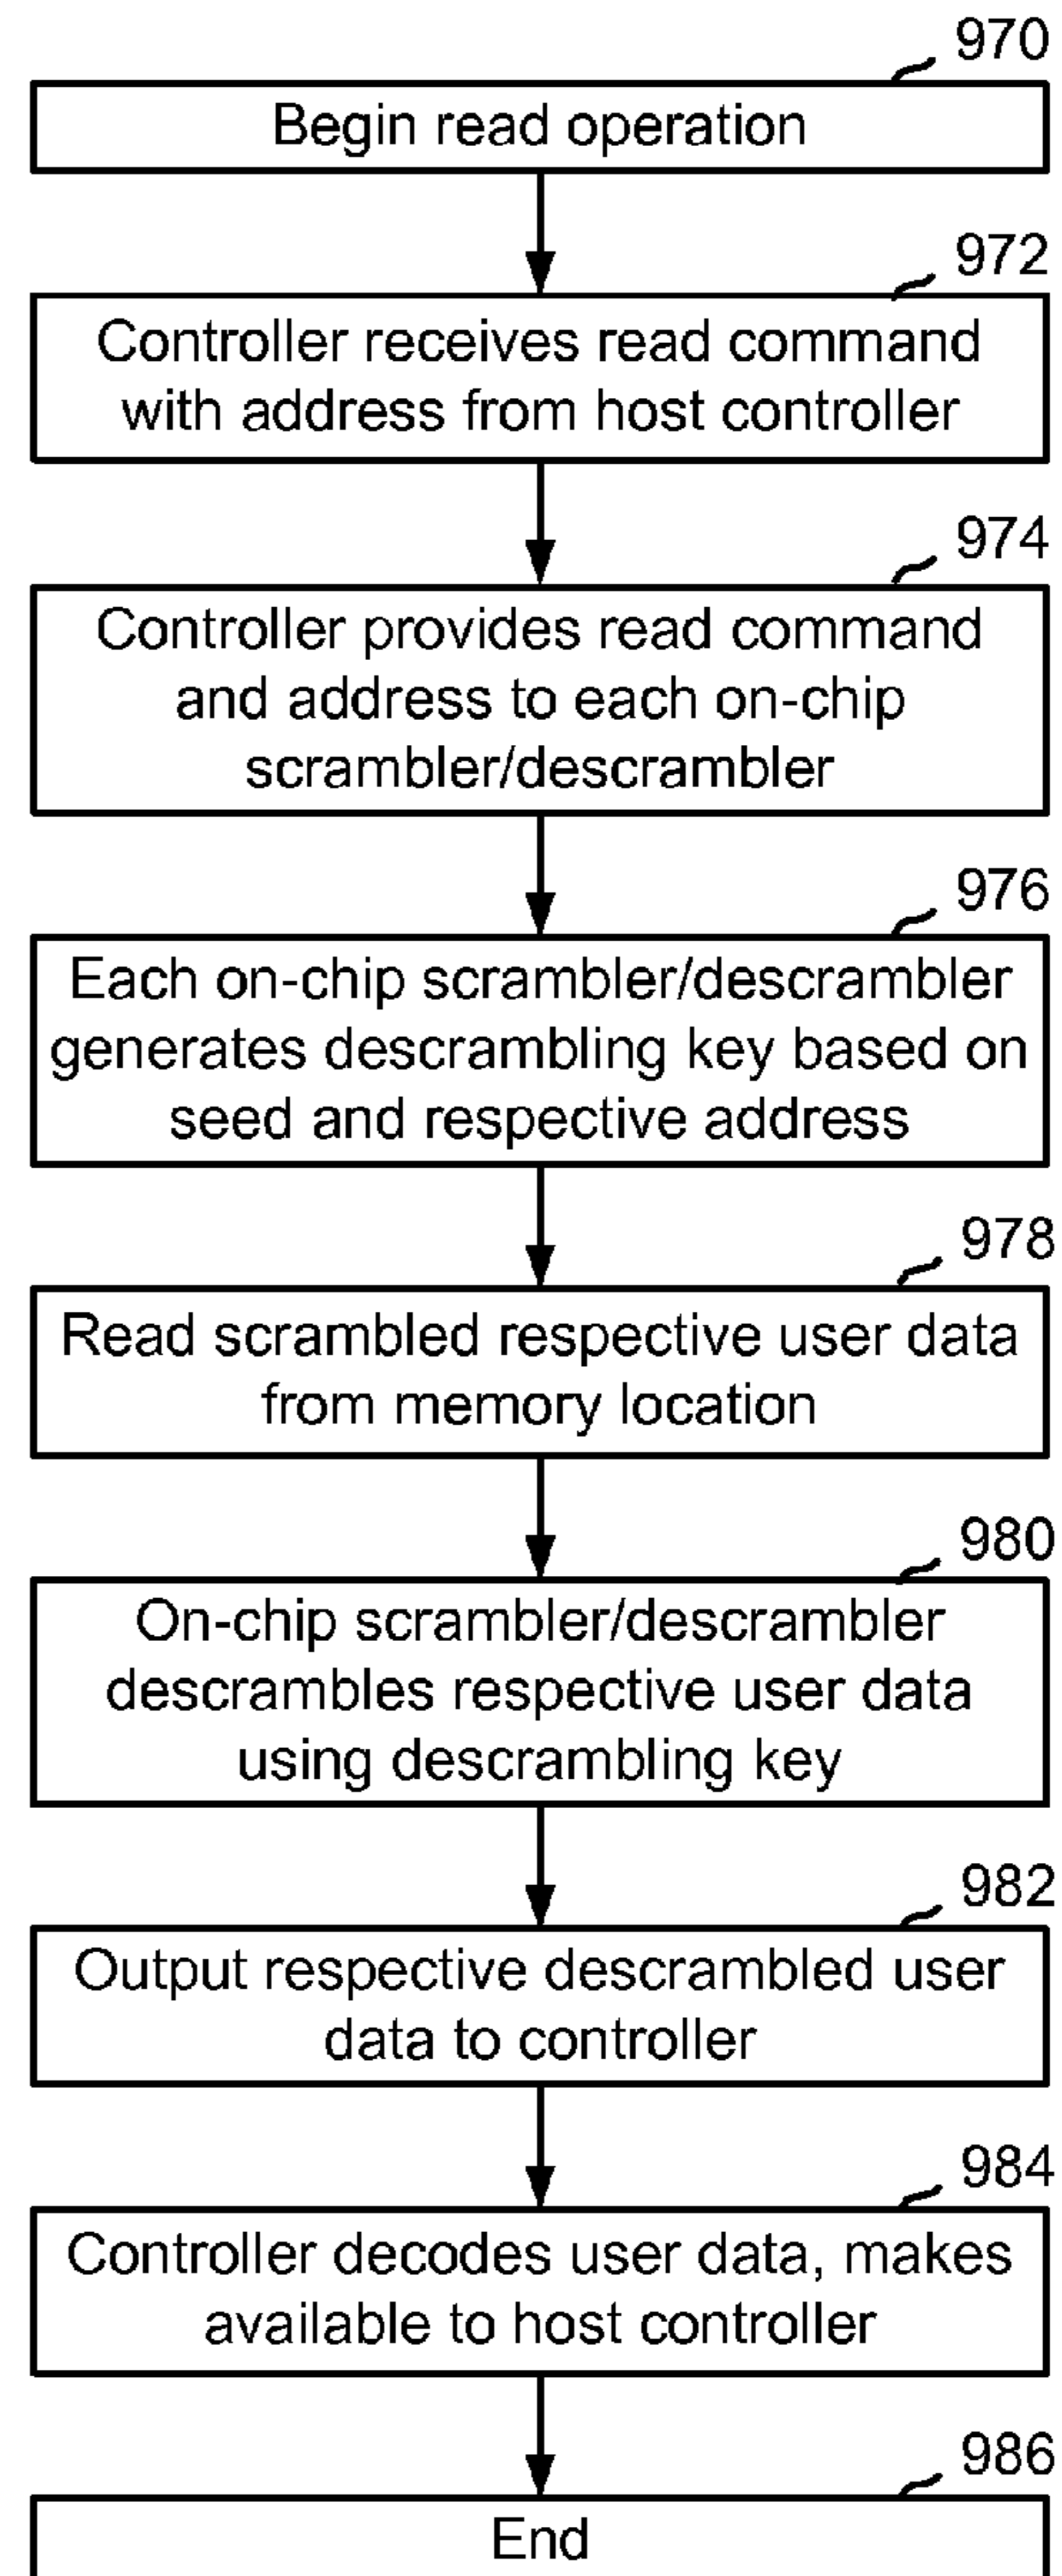 970
Begin read operation
972
Controller receives read command
with address from host controller
974
Controller provides read command
and address to each on-chip
scrambler/descrambler
976
Each on-chip scrambler/descrambler
generates descrambling key based on
seed and respective address
978
Read scrambled respective user data
from memory location
980
On-chip scrambler/descrambler
descrambles respective user data
using descrambling key
982
Output respective descrambled user
data to controller
984
Controller decodes user data, makes
available to host controller
986
End